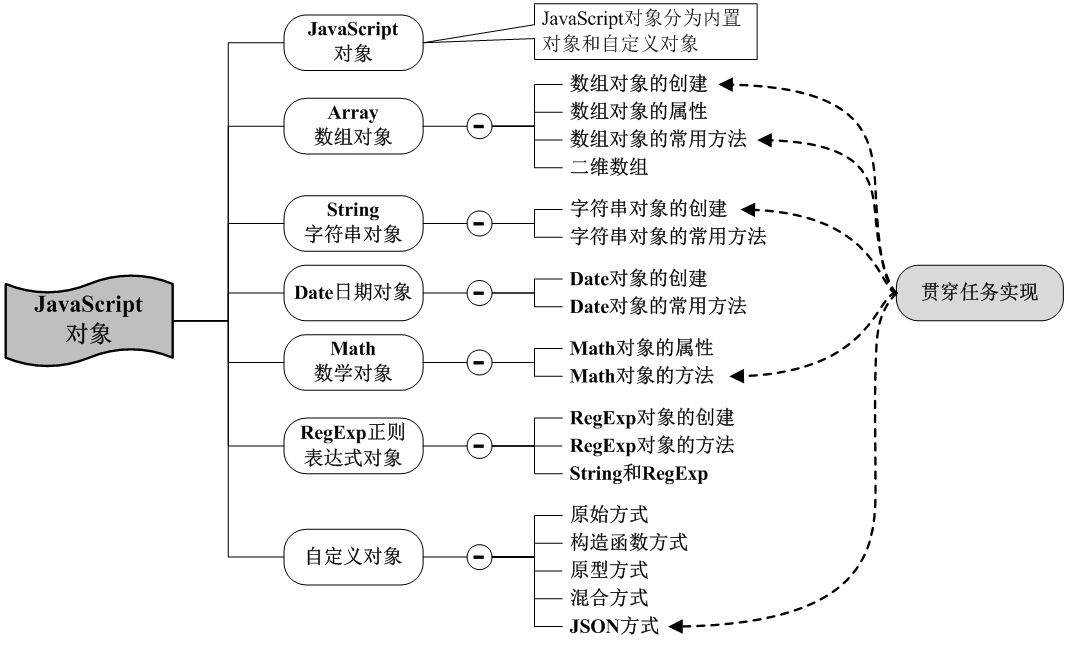 JavaScript
对象
JavaScript
对象
JavaScript对象分为内置
对象和自定义对象
Array
数组对象
数组对象的创建
数组对象的属性
数组对象的常用方法
二维数组
String
字符串对象
字符串对象的创建
字符串对象的常用方法
Date日期对象
Date对象的创建
Date对象的常用方法
Math
数学对象
Math对象的属性
Math对象的方法
RegExp正则
表达式对象
RegExp对象的创建
RegExp对象的方法
String和RegExp
自定义对象
原始方式
构造函数方式
原型方式
混合方式
JSON方式
贯穿任务实现